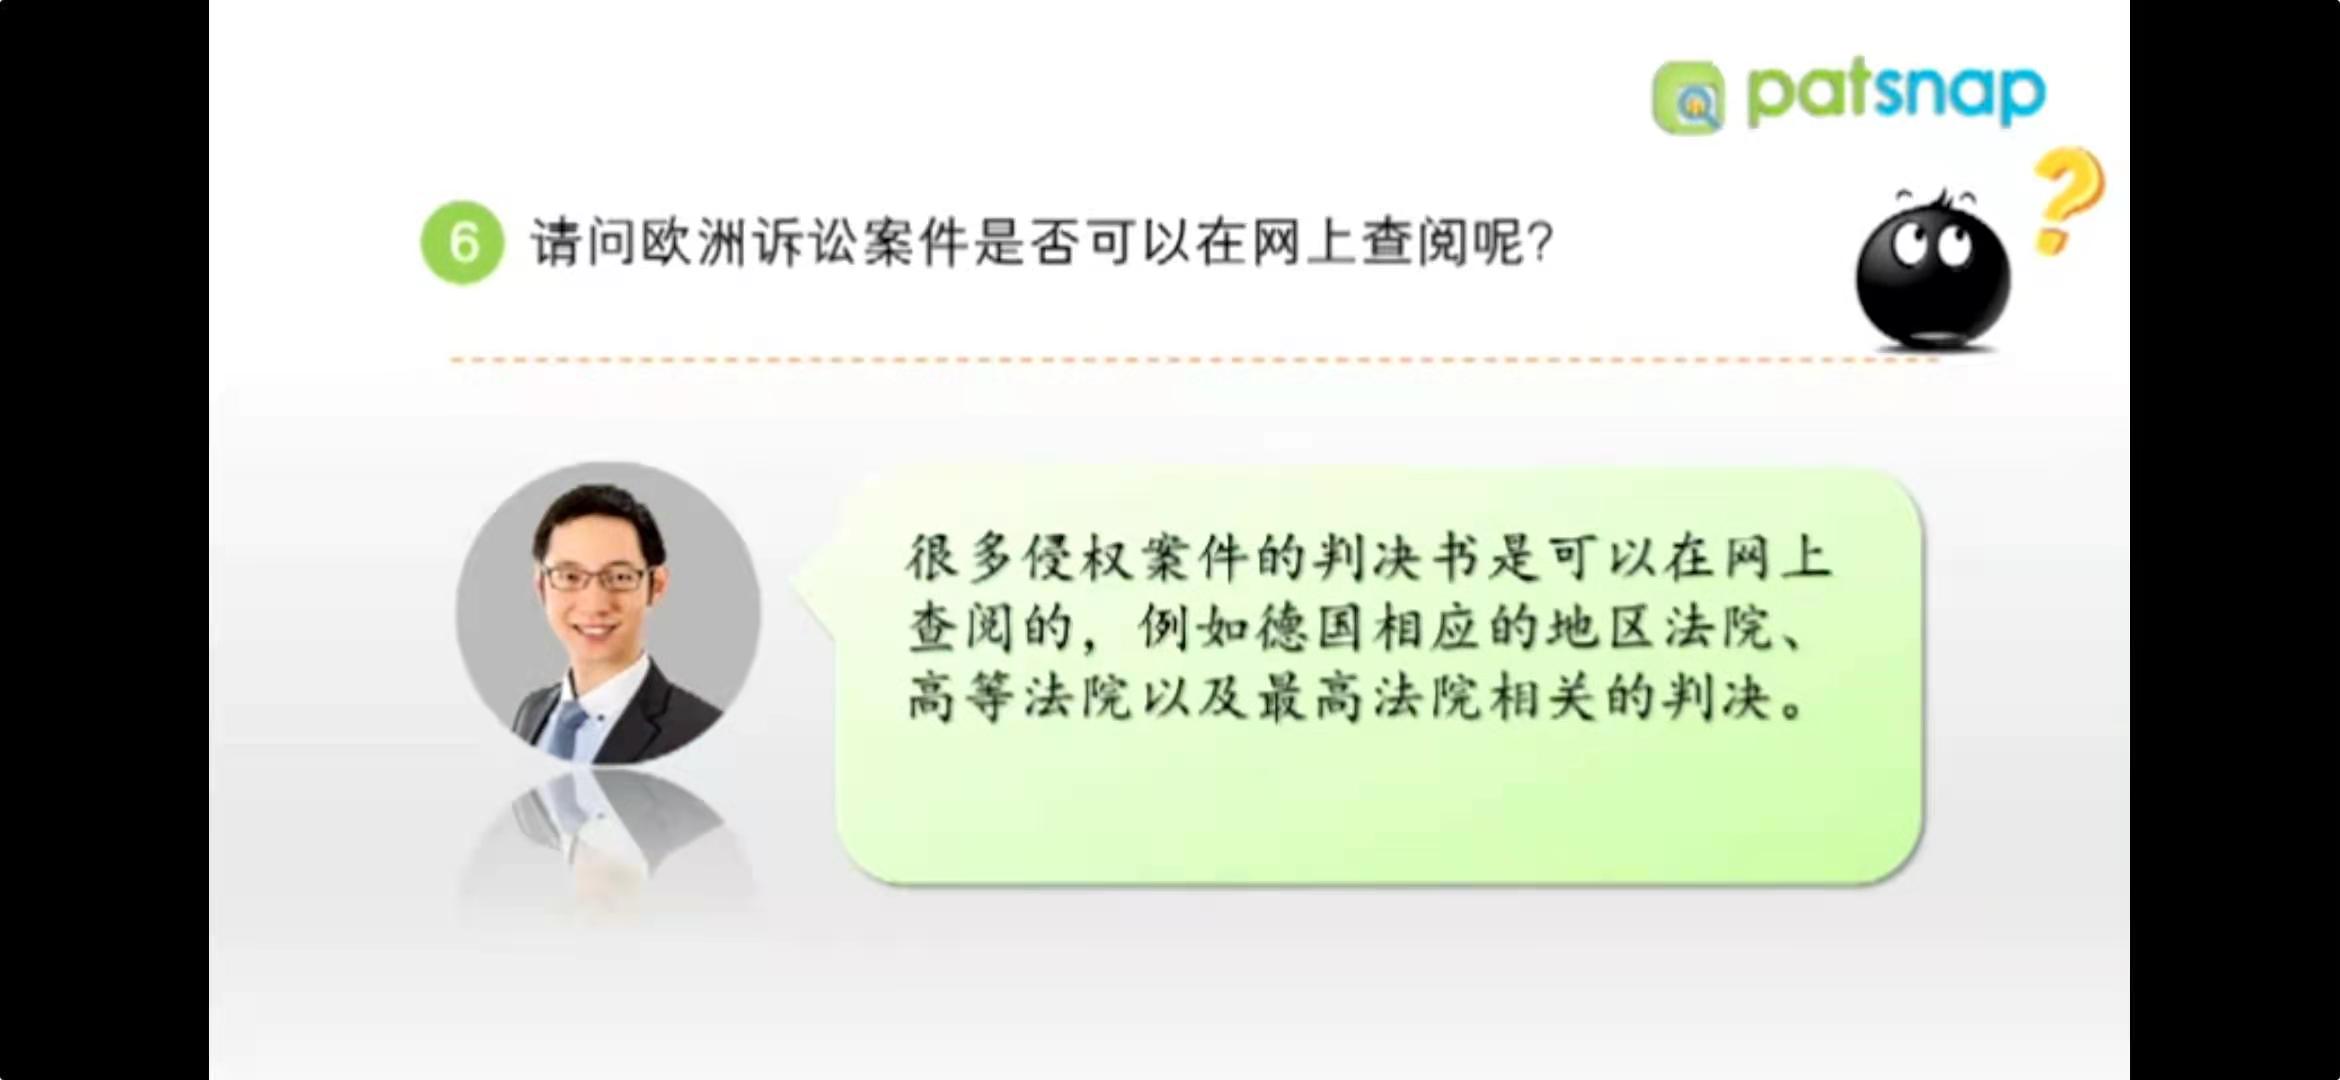 patsnap
6 请问欧洲诉讼案件是否可以在网上查阅呢?
很多侵权案件的判决书是可以在网上
查阅的，例如德国相应的地区法院、
高等法院以及最高法院相关的判决。